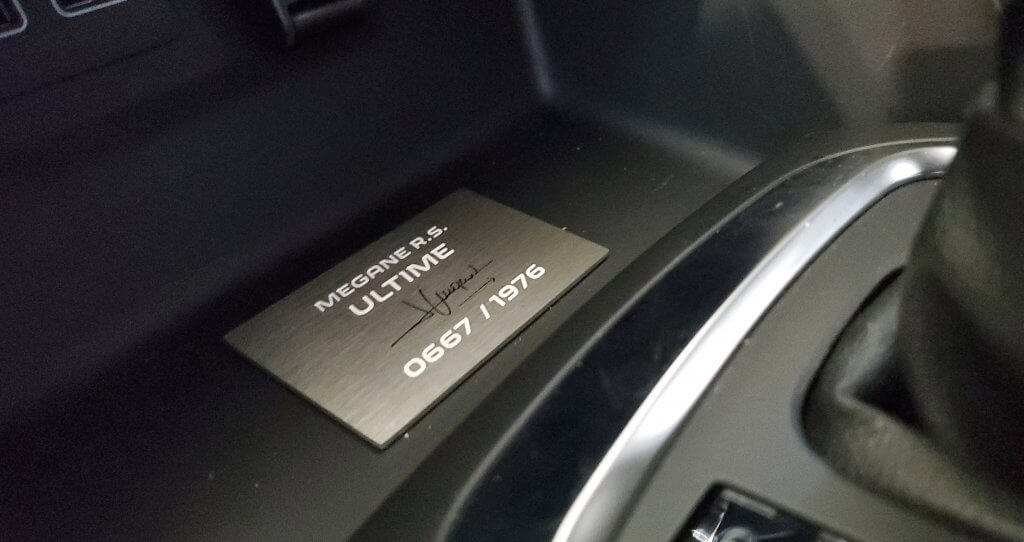 MEGANE R.S.
ULTIME
0667 / 1976